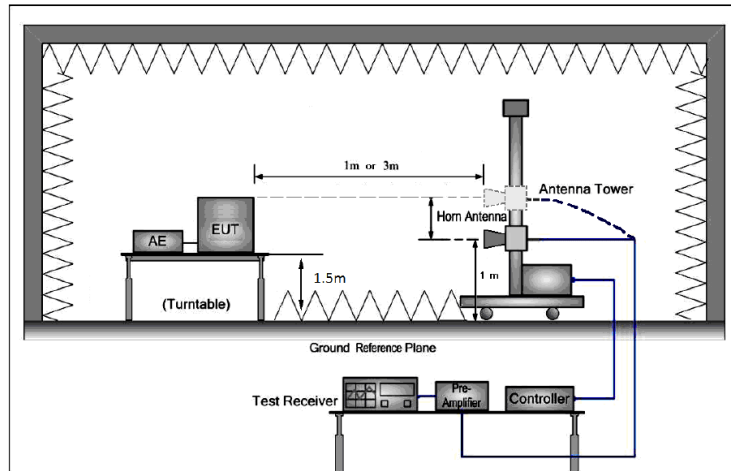 1m or 3m
Antenna Tower
Horn Antenna
EUT
AE
1.5m
1 m
(Turntable)
Ground Reference Plane
Test Receiver
Pre-
Amplifier
Controller